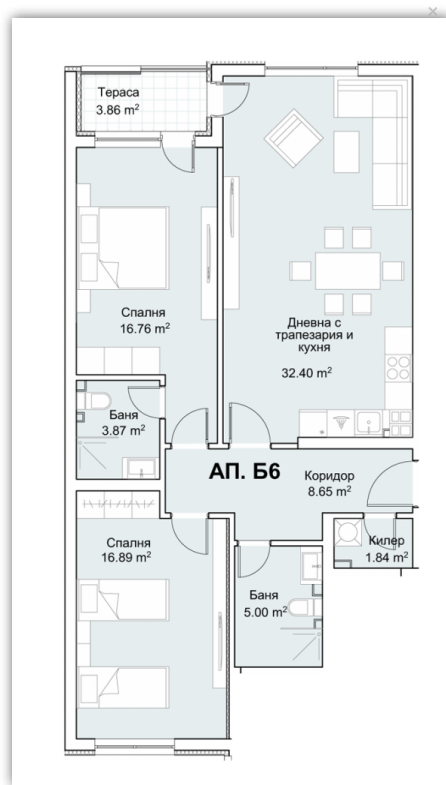 Тераса
3.86 m²
Спалня
16.76 m²
Дневна с
трапезария и
кухня
32.40 m²
Баня
3.87 m²
АП. Б6
Коридор
8.65 m²
Спалня
16.89 m²
Килер
1.84 m²
Баня
5.00 m²